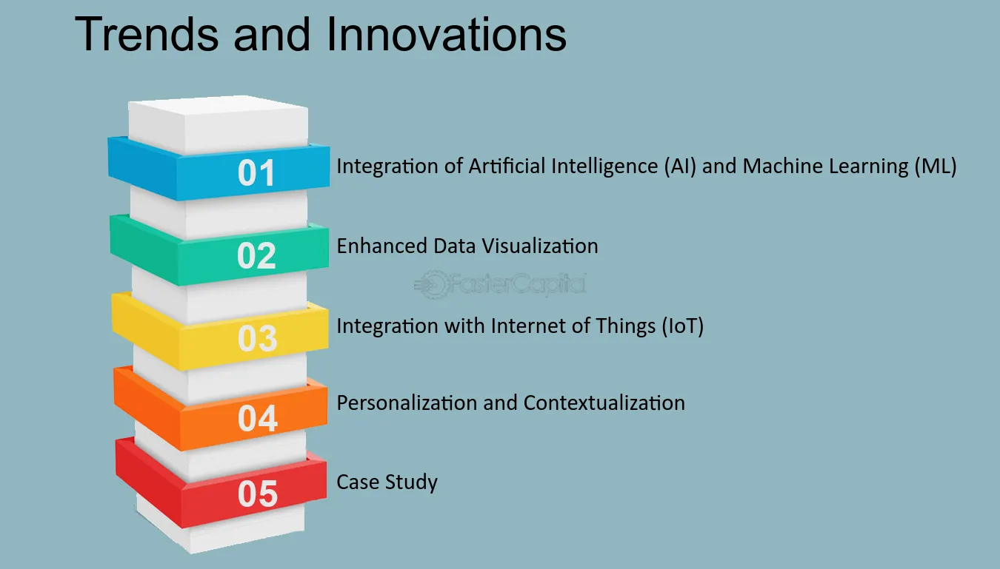 Trends and Innovations
01
Integration of Artificial Intelligence (AI) and Machine Learning (ML)
02
Enhanced Data Visualization
FasterCapital
03
Integration with Internet of Things (IoT)
04
Personalization and Contextualization
05
Case Study